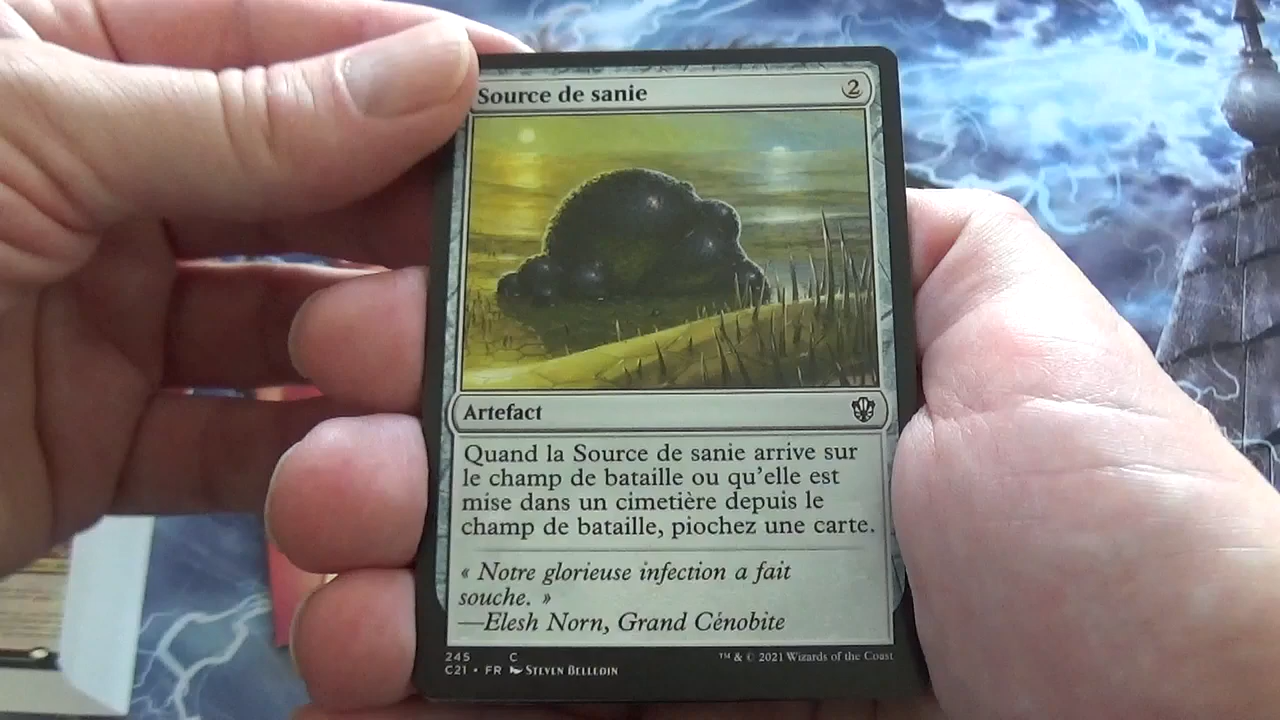 Source de sanie 2
Artefact
Quand la Source de sanie arrive sur
le champ de bataille ou qu'elle est
mise dans un cimetière depuis le
champ de bataille, piochez une carte.
« Notre glorieuse infection a fait
souche. »
—Elesh Norn, Grand Cénobite
245 C
C21 • FR Steven Belledin
™ & © 2021 Wizards of the Coast